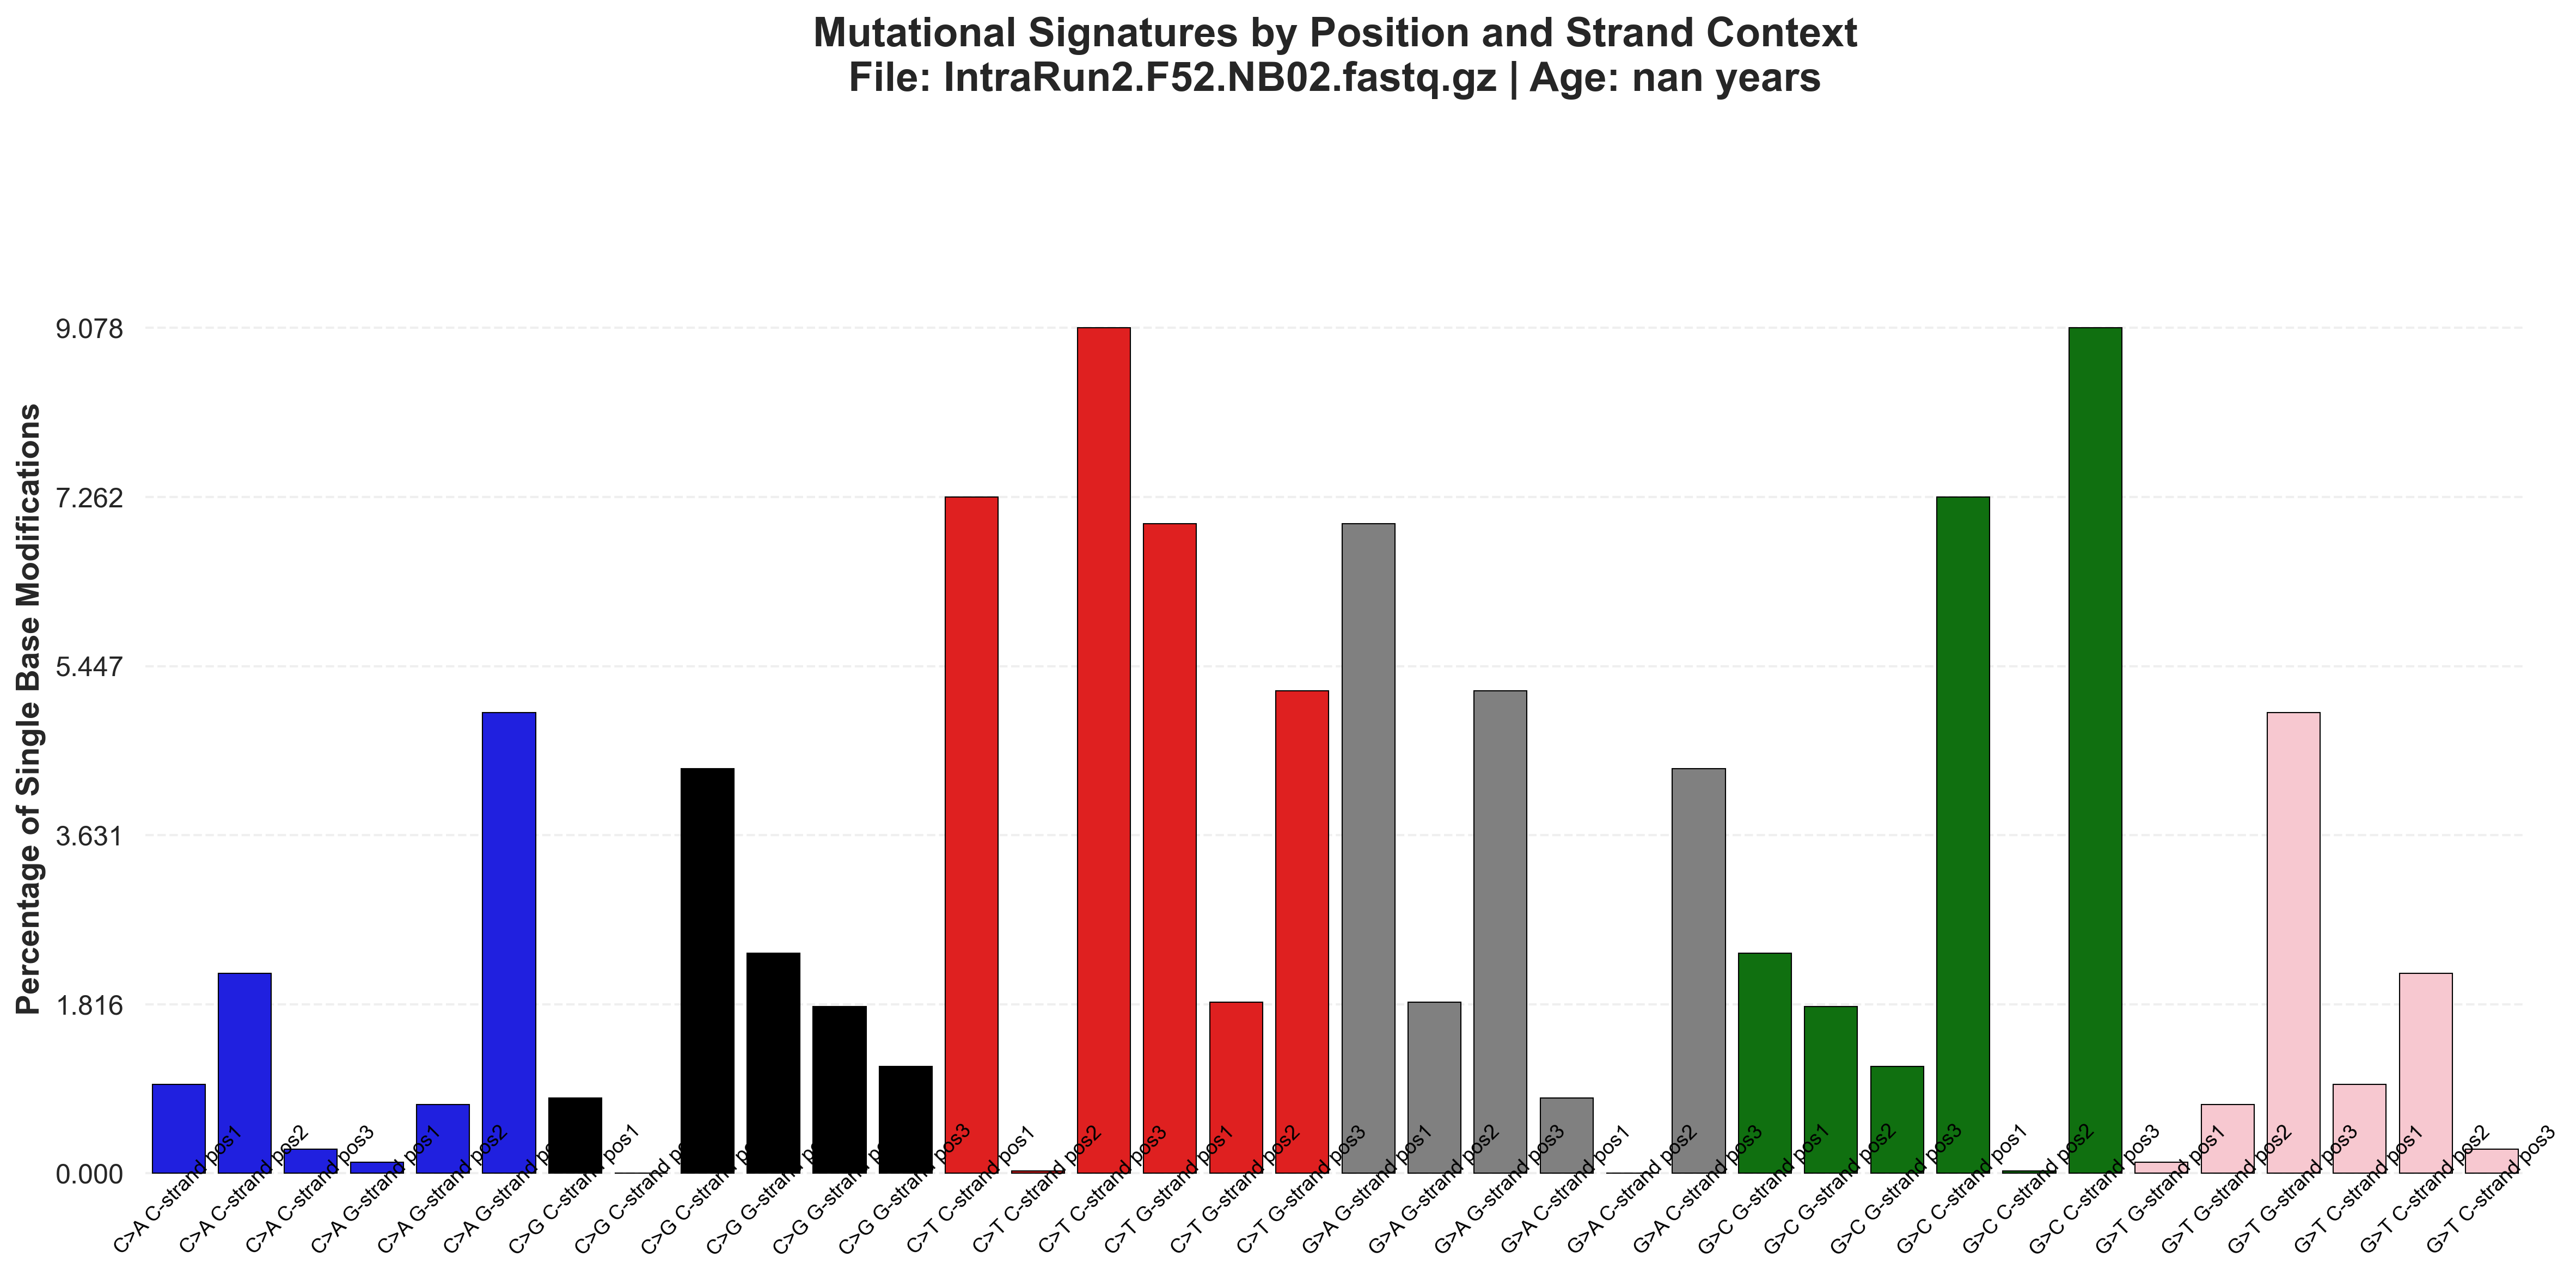 Mutational Signatures by Position and Strand Context
File: IntraRun2.F52.NB02.fastq.gz | Age: nan years
Percentage of Single Base Modifications
9.078
7.262
5.447
3.631
1.816
0.000
C>A C-strand pos1
C>A C-strand pos2
C>A C-strand pos3
C>A G-strand pos1
C>A G-strand pos2
C>A G-strand pos
C>G C-strand pos1
C>G C-strand pos
C>G C-strand pos
C>G G-strand pos
C>G G-strand pos
C>G G-strand pos3
C>T C-strand pos1
C>T C-strand pos2
C>T C-strand pos3
C>T G-strand pos1
C>T G-strand pos2
C>T G-strand pos3
G>A G-strand pos1
G>A G-strand pos2
G>A G-strand pos3
G>A C-strand pos1
G>A C-strand pos2
G>A C-strand pos3
G>C G-strand pos1
G>C G-strand pos2
G>C G-strand pos3
G>C C-strand pos1
G>C C-strand pos2
G>C C-strand pos3
G>T G-strand pos1
G>T G-strand pos2
G>T G-strand pos3
G>T C-strand pos1
G>T C-strand pos2
G>T C-strand pos3